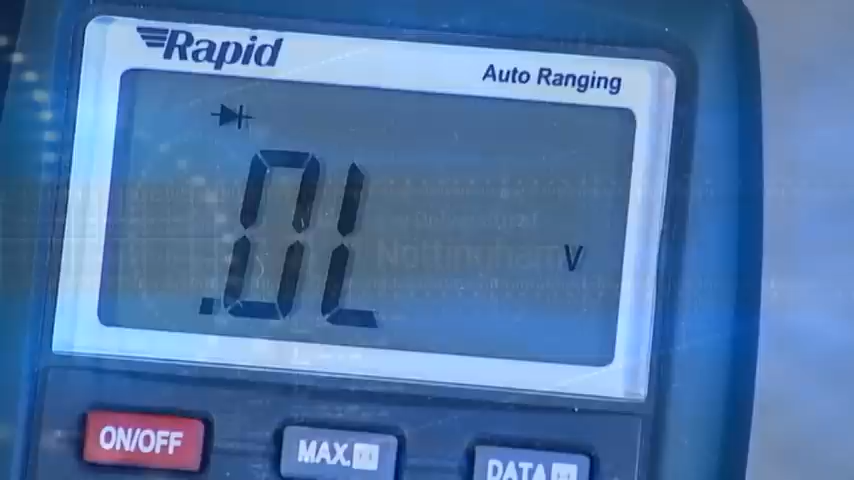 Rapid
Auto Ranging
.0L
Nottingham
V
ON/OFF
MAX.
DATA